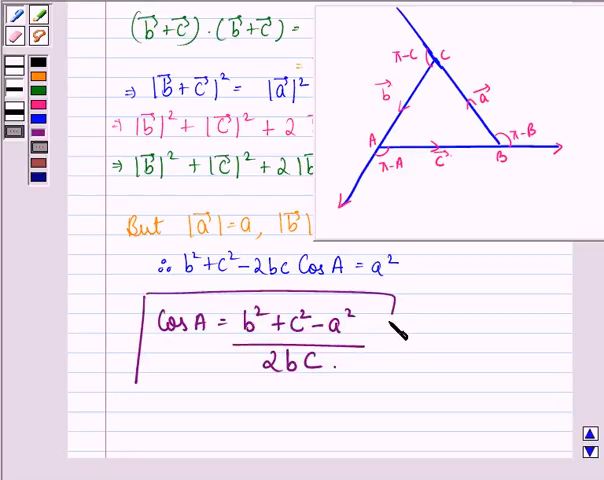 (b⃗+c⃗)·(b⃗+c⃗) =
=
⇒ |b⃗+c⃗|² = |a⃗|²
⇒ |b⃗|² + |c⃗|² + 2
⇒ |b⃗|² + |c⃗|² + 2|b
But |a⃗| = a, |b⃗|
∴ b²+c²-2bc Cos A = a²
Cos A = b² + c² - a²
2bc.
π-C C
b⃗ a⃗
A π-B
π-A c⃗ B